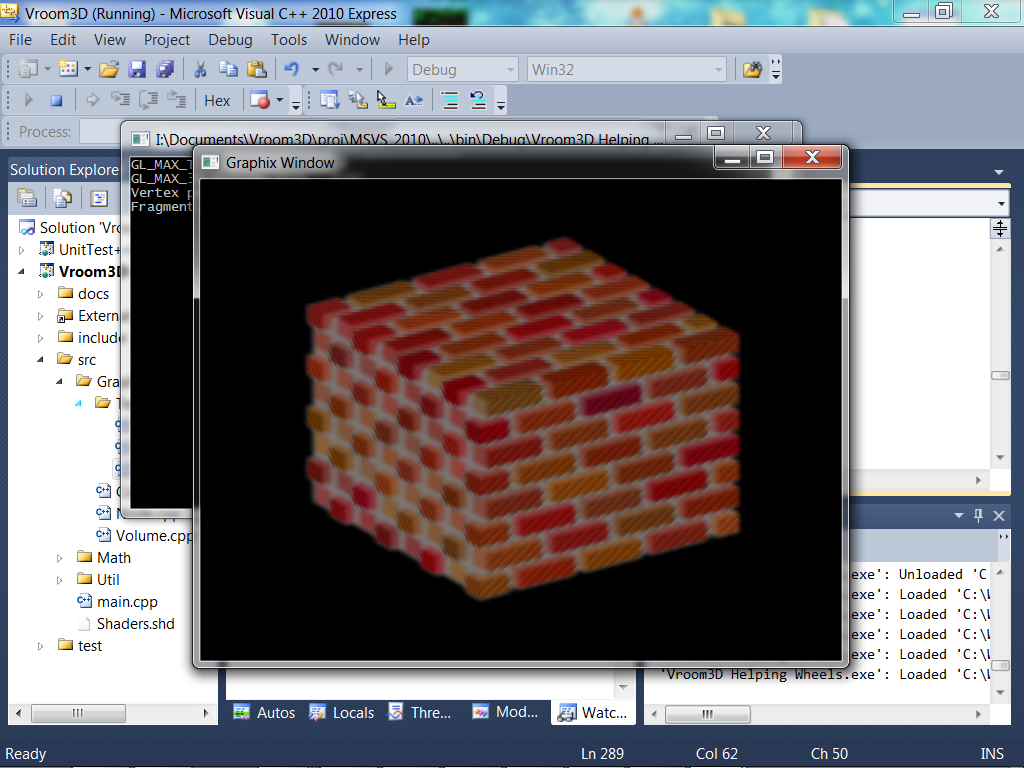 Vroom3D (Running) - Microsoft Visual C++ 2010 Express
File Edit View Project Debug Tools Window Help
Debug Win32
Hex
Process:
I:\Documents\Vroom3D\proj\MSVS_2010\..\..\bin\Debug\Vroom3D Helping ...
Graphix Window
Solution Explore
GL_MAX_
GL_MAX_3
Vertex p
Fragment
Solution 'Vro
UnitTest+
Vroom3D
docs
Extern
include
src
Gra
Volume.cpp
Math
Util
main.cpp
Shaders.shd
test
exe': Unloaded 'C
exe': Loaded 'C:\W
exe': Loaded 'C:\W
exe': Loaded 'C:\W
exe': Loaded 'C:\W
'Vroom3D Helping Wheels.exe': Loaded 'C:\W
Autos Locals Thre... Mod... Watc...
Ready Ln 289 Col 62 Ch 50 INS